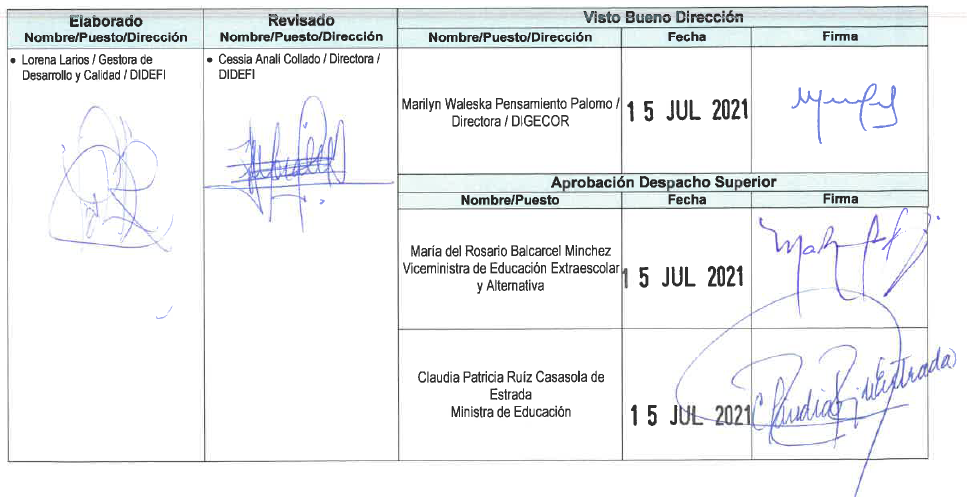 Elaborado
Nombre/Puesto/Dirección
Revisado
Nombre/Puesto/Dirección
Visto Bueno Dirección
Nombre/Puesto/Dirección
Fecha
Firma
• Lorena Larios / Gestora de
Desarrollo y Calidad / DIDEFI
• Cessia Analí Collado / Directora /
DIDEFI
Marilyn Waleska Pensamiento Palomo /
Directora / DIGECOR
15 JUL 2021
Aprobación Despacho Superior
Nombre/Puesto
Fecha
Firma
María del Rosario Balcarcel Minchez
Viceministra de Educación Extraescolar
y Alternativa
15 JUL 2021
Claudia Patricia Ruíz Casasola de
Estrada
Ministra de Educación
15 JUL 2021